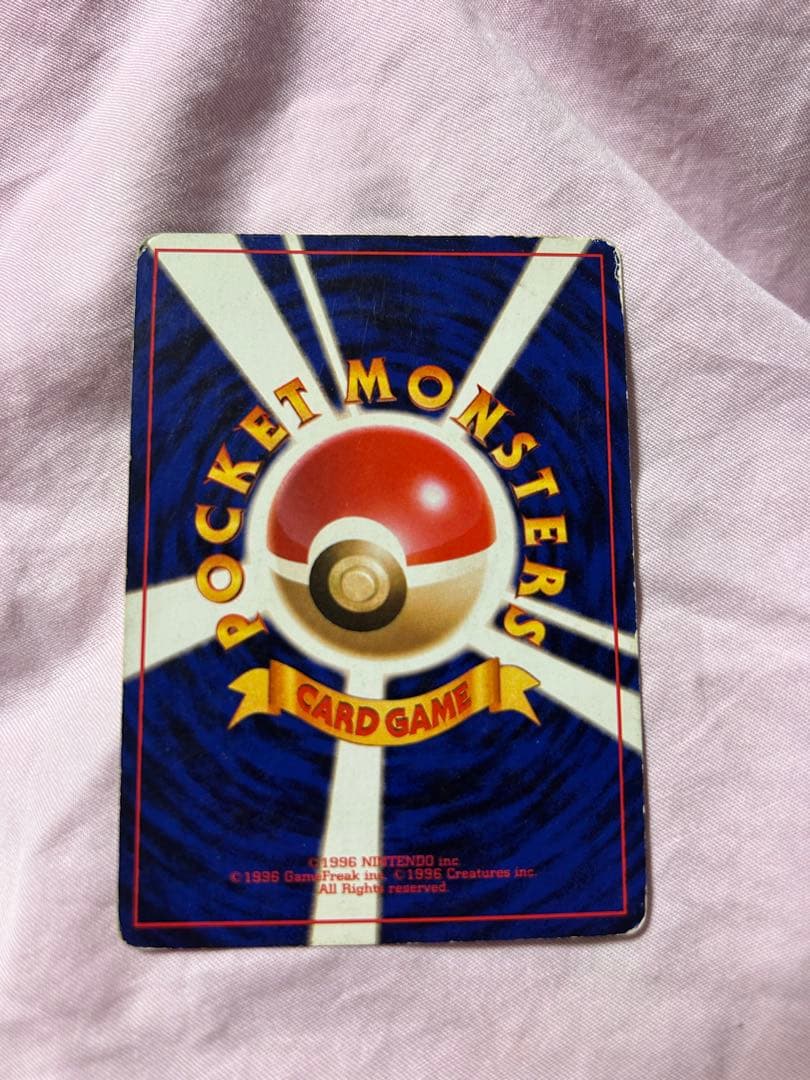 POCKET MONSTERS
CARD GAME
©1996 NINTENDO inc.
©1996 GameFreak inc. ©1996 Creatures inc.
All Rights reserved.